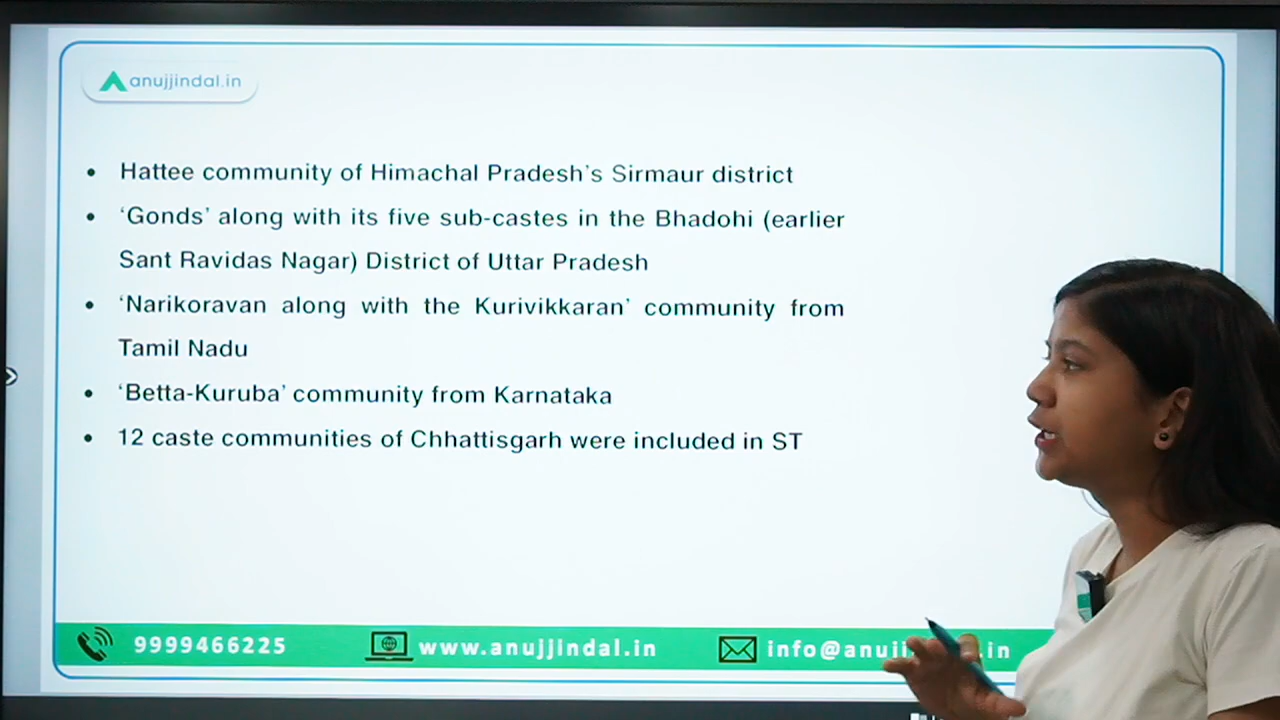 anujjindal.in
• Hattee community of Himachal Pradesh's Sirmaur district
• 'Gonds' along with its five sub-castes in the Bhadohi (earlier
Sant Ravidas Nagar) District of Uttar Pradesh
• 'Narikoravan along with the Kurivikkaran' community from
Tamil Nadu
• 'Betta-Kuruba' community from Karnataka
• 12 caste communities of Chhattisgarh were included in ST
9999466225 www.anujjindal.in